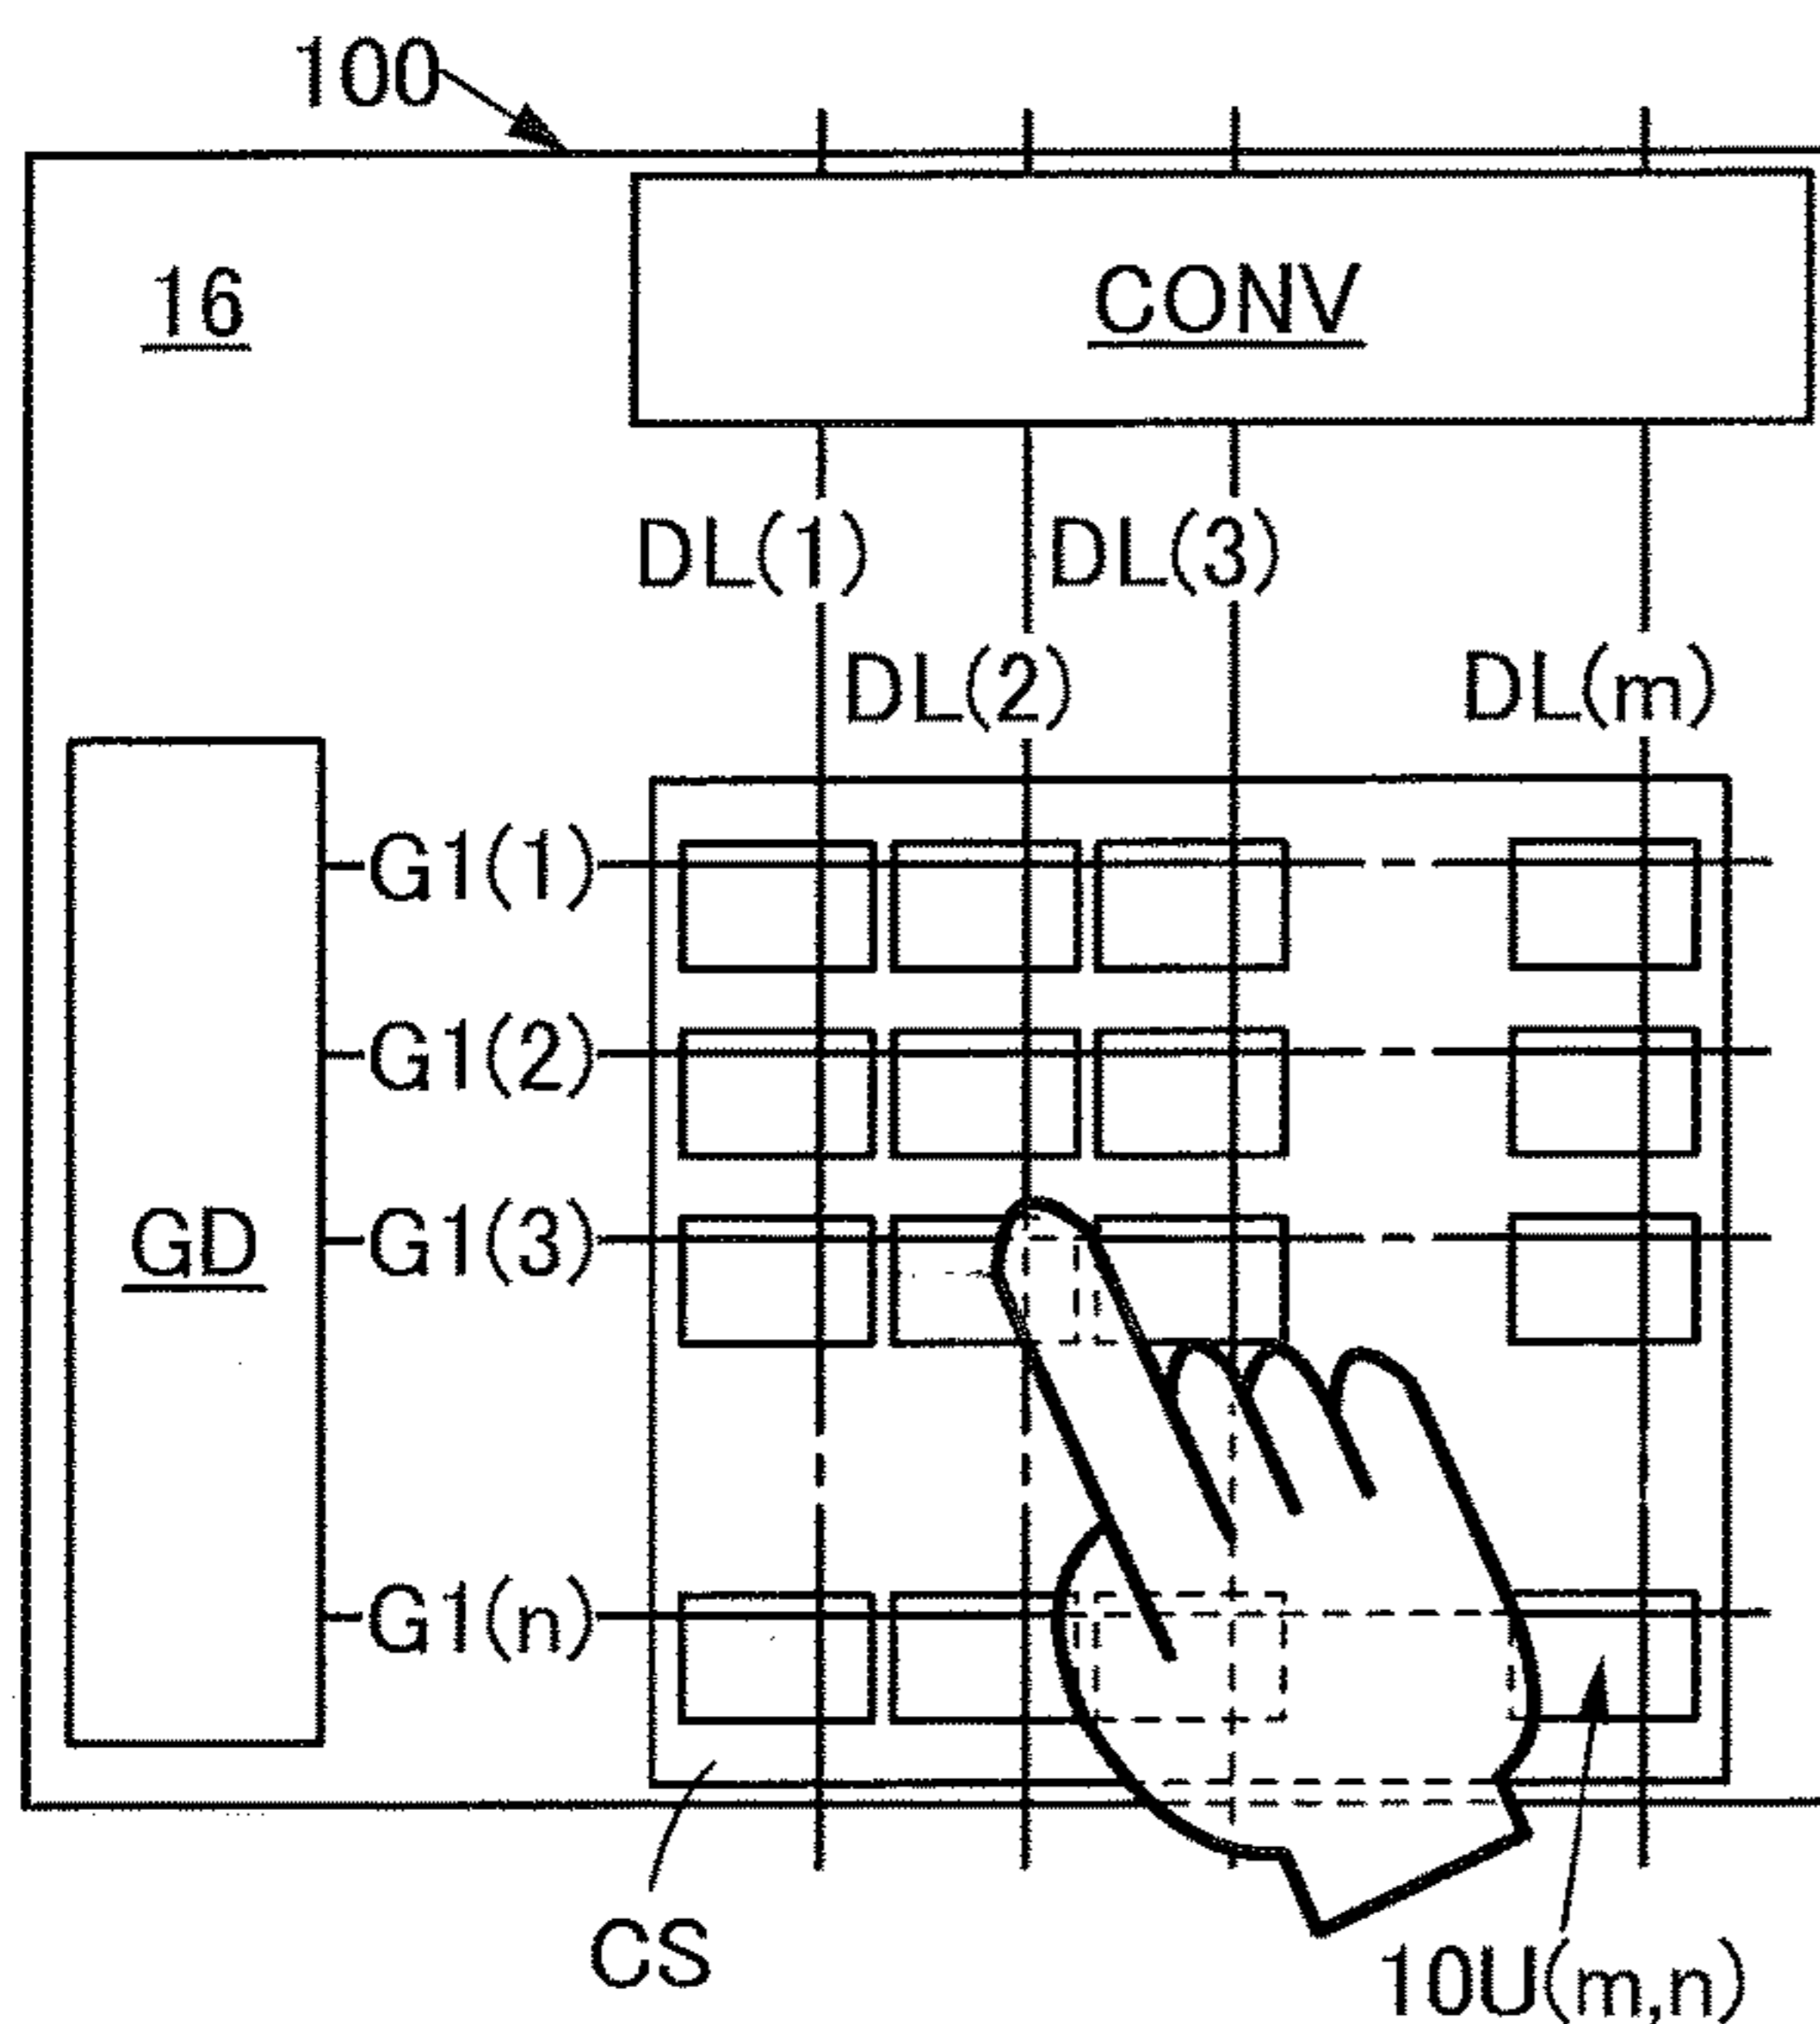 100
16
CONV
DL(1)
DL(3)
DL(2)
DL(m)
G1(1)
G1(2)
G1(3)
GD
G1(n)
CS
10U(m,n)